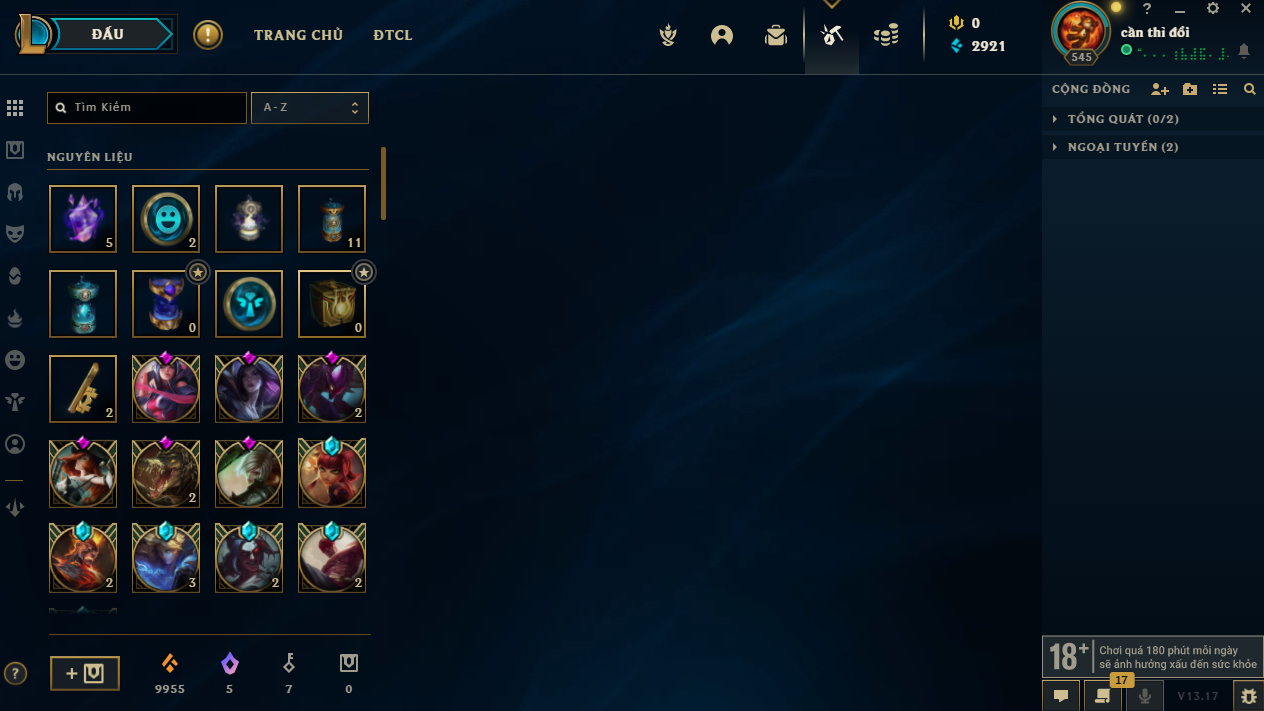 ĐẤU
TRANG CHỦ
ĐTCL
0
2921
545
cần thì đổi
Tìm Kiếm
A - Z
CỘNG ĐỒNG
TỔNG QUÁT (0/2)
NGOẠI TUYẾN (2)
NGUYÊN LIỆU
5
2
11
0
0
2
2
2
2
3
2
2
9955
5
7
0
18+
Chơi quá 180 phút mỗi ngày
sẽ ảnh hưởng xấu đến sức khỏe
17
V13.17